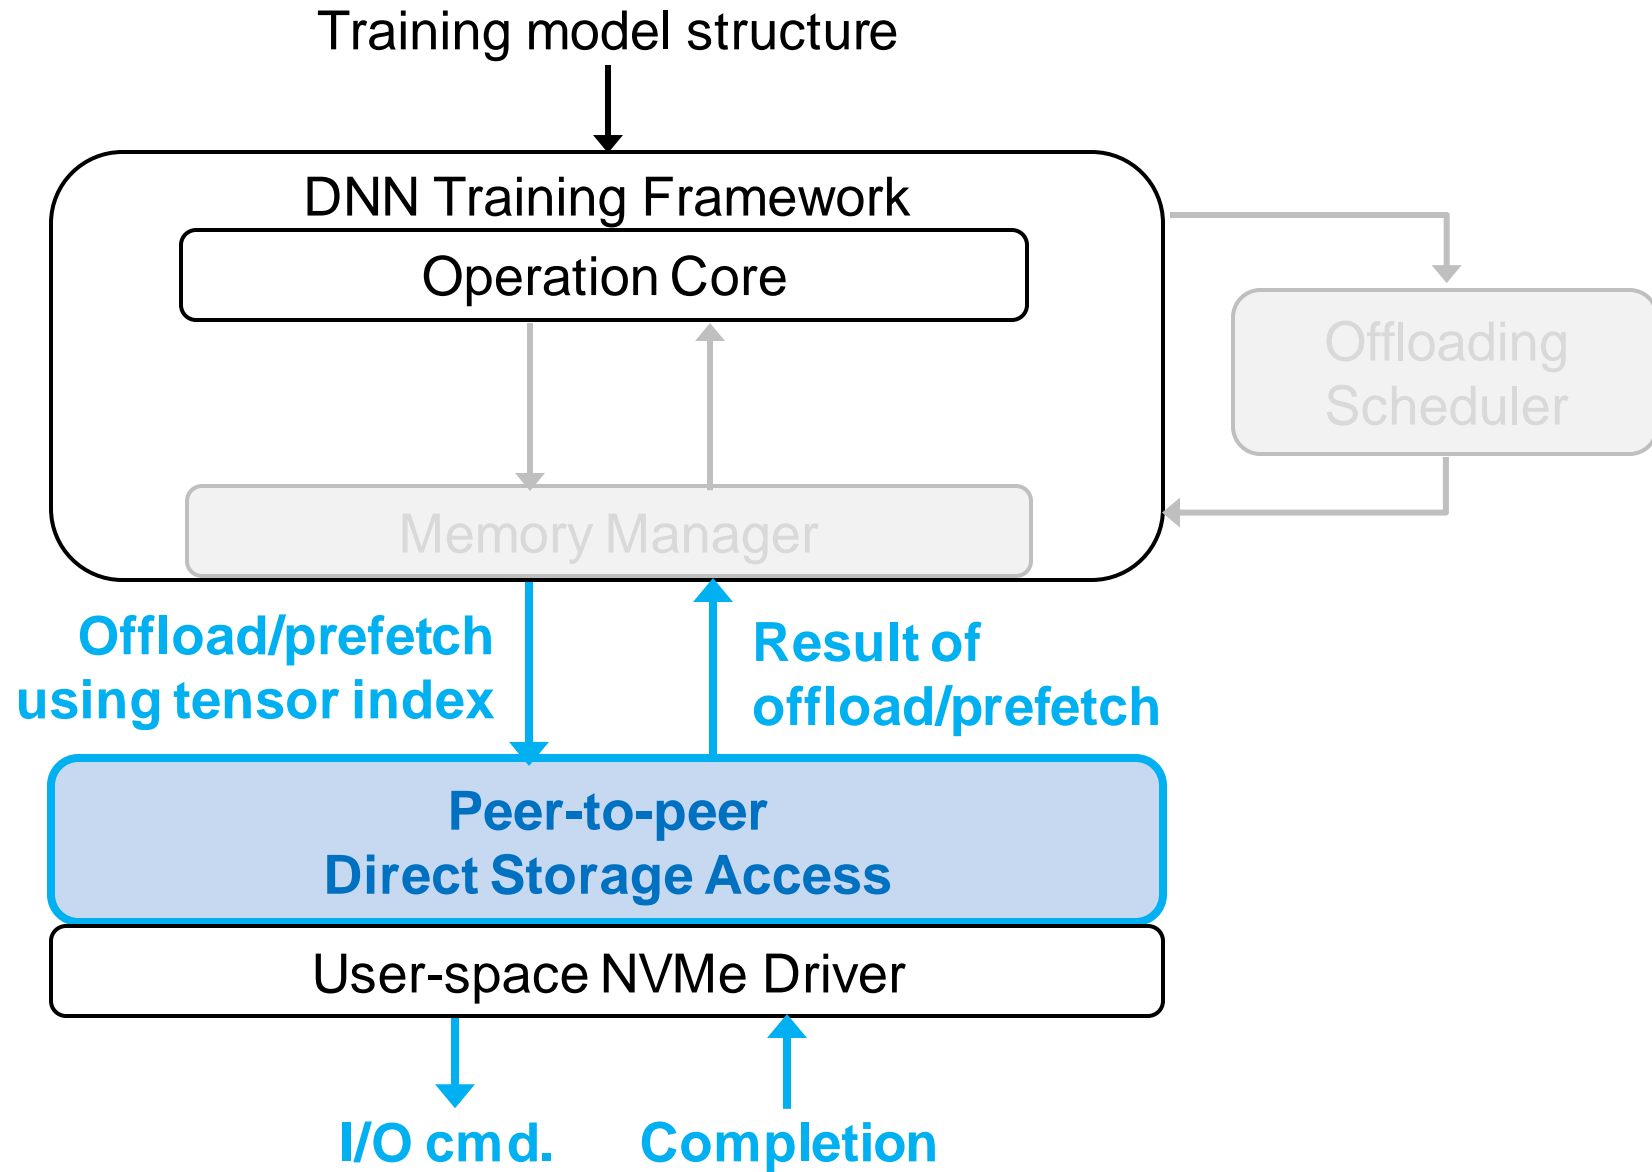 Training model structure
DNN Training Framework
Operation Core
Offloading
Scheduler
Memory Manager
Offload/prefetch
using tensor index
Result of
offload/prefetch
Peer-to-peer
Direct Storage Access
User-space NVMe Driver
I/O cmd.
Completion